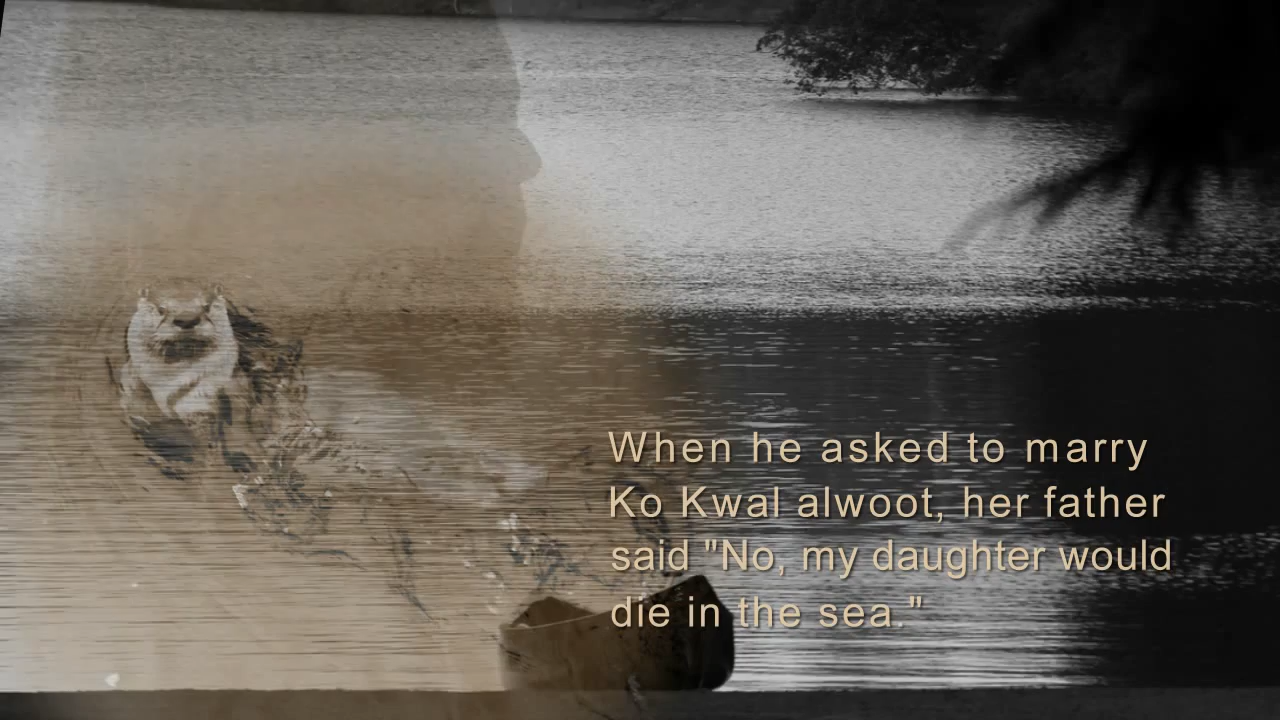 When he asked to marry
Ko Kwal alwoot, her father
said "No, my daughter would
die in the sea."